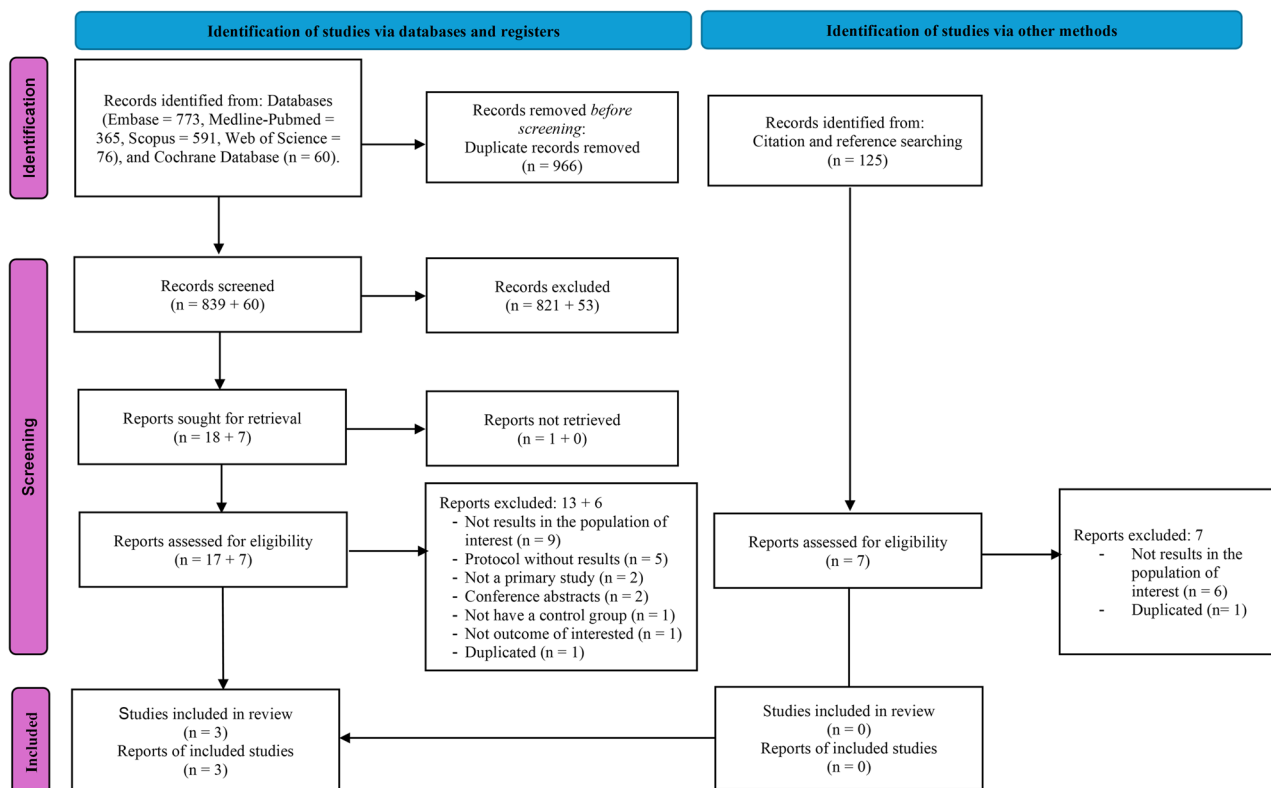 Identification of studies via databases and registers
Identification of studies via other methods
Identification
Records identified from: Databases
(Embase = 773, Medline-Pubmed =
365, Scopus = 591, Web of Science =
76), and Cochrane Database (n = 60).
Records removed before
screening:
Duplicate records removed
(n = 966)
Records identified from:
Citation and reference searching
(n = 125)
Screening
Records screened
(n = 839 + 60)
Records excluded
(n = 821 + 53)
Reports sought for retrieval
(n = 18 + 7)
Reports not retrieved
(n = 1 + 0)
Reports assessed for eligibility
(n = 17 + 7)
Reports excluded: 13 + 6
- Not results in the population of
interest (n = 9)
- Protocol without results (n = 5)
- Not a primary study (n = 2)
- Conference abstracts (n = 2)
- Not have a control group (n = 1)
- Not outcome of interested (n = 1)
- Duplicated (n = 1)
Reports assessed for eligibility
(n = 7)
Reports excluded: 7
- Not results in the
population of
interest (n = 6)
- Duplicated (n= 1)
Included
Studies included in review
(n = 3)
Reports of included studies
(n = 3)
Studies included in review
(n = 0)
Reports of included studies
(n = 0)